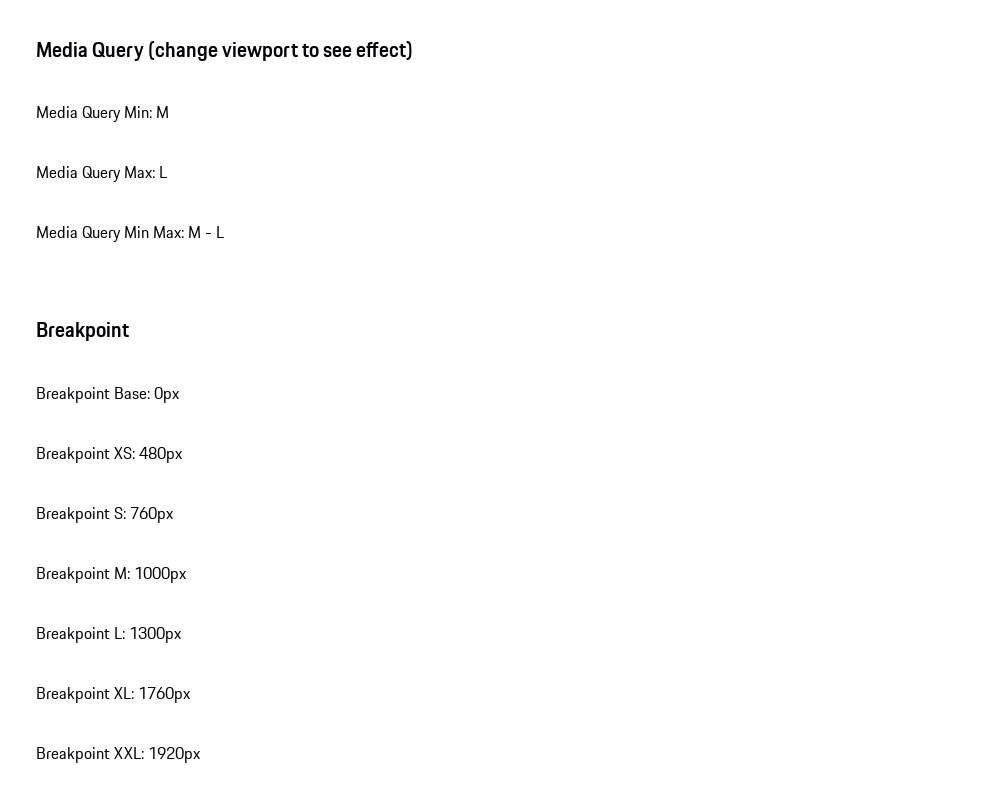 Media Query (change viewport to see effect)
Media Query Min: M
Media Query Max: L
Media Query Min Max: M - L
Breakpoint
Breakpoint Base: 0px
Breakpoint XS: 480px
Breakpoint S: 760px
Breakpoint M: 1000px
Breakpoint L: 1300px
Breakpoint XL: 1760px
Breakpoint XXL: 1920px